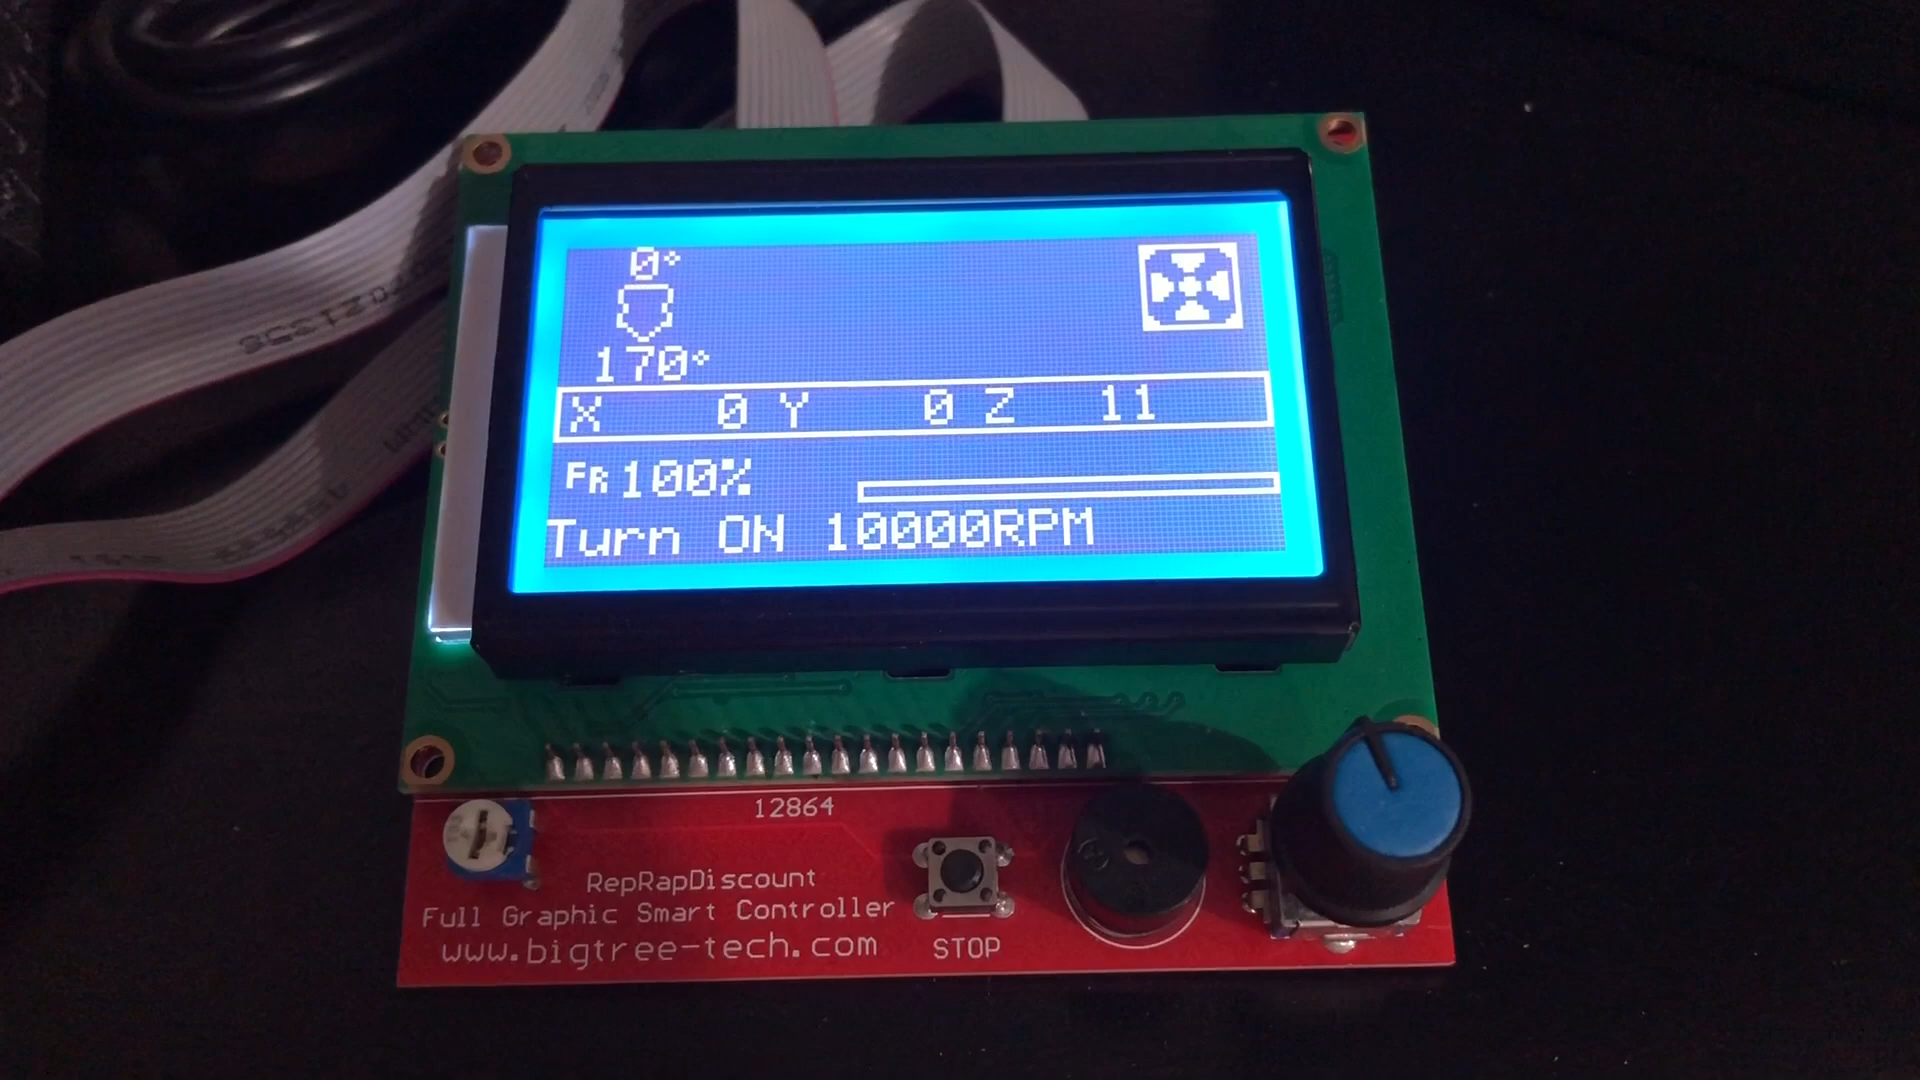 0°
170°
X 0 Y 0 Z 11
FR 100%
Turn ON 10000RPM
12864
RepRapDiscount
Full Graphic Smart Controller
www.bigtree-tech.com
STOP